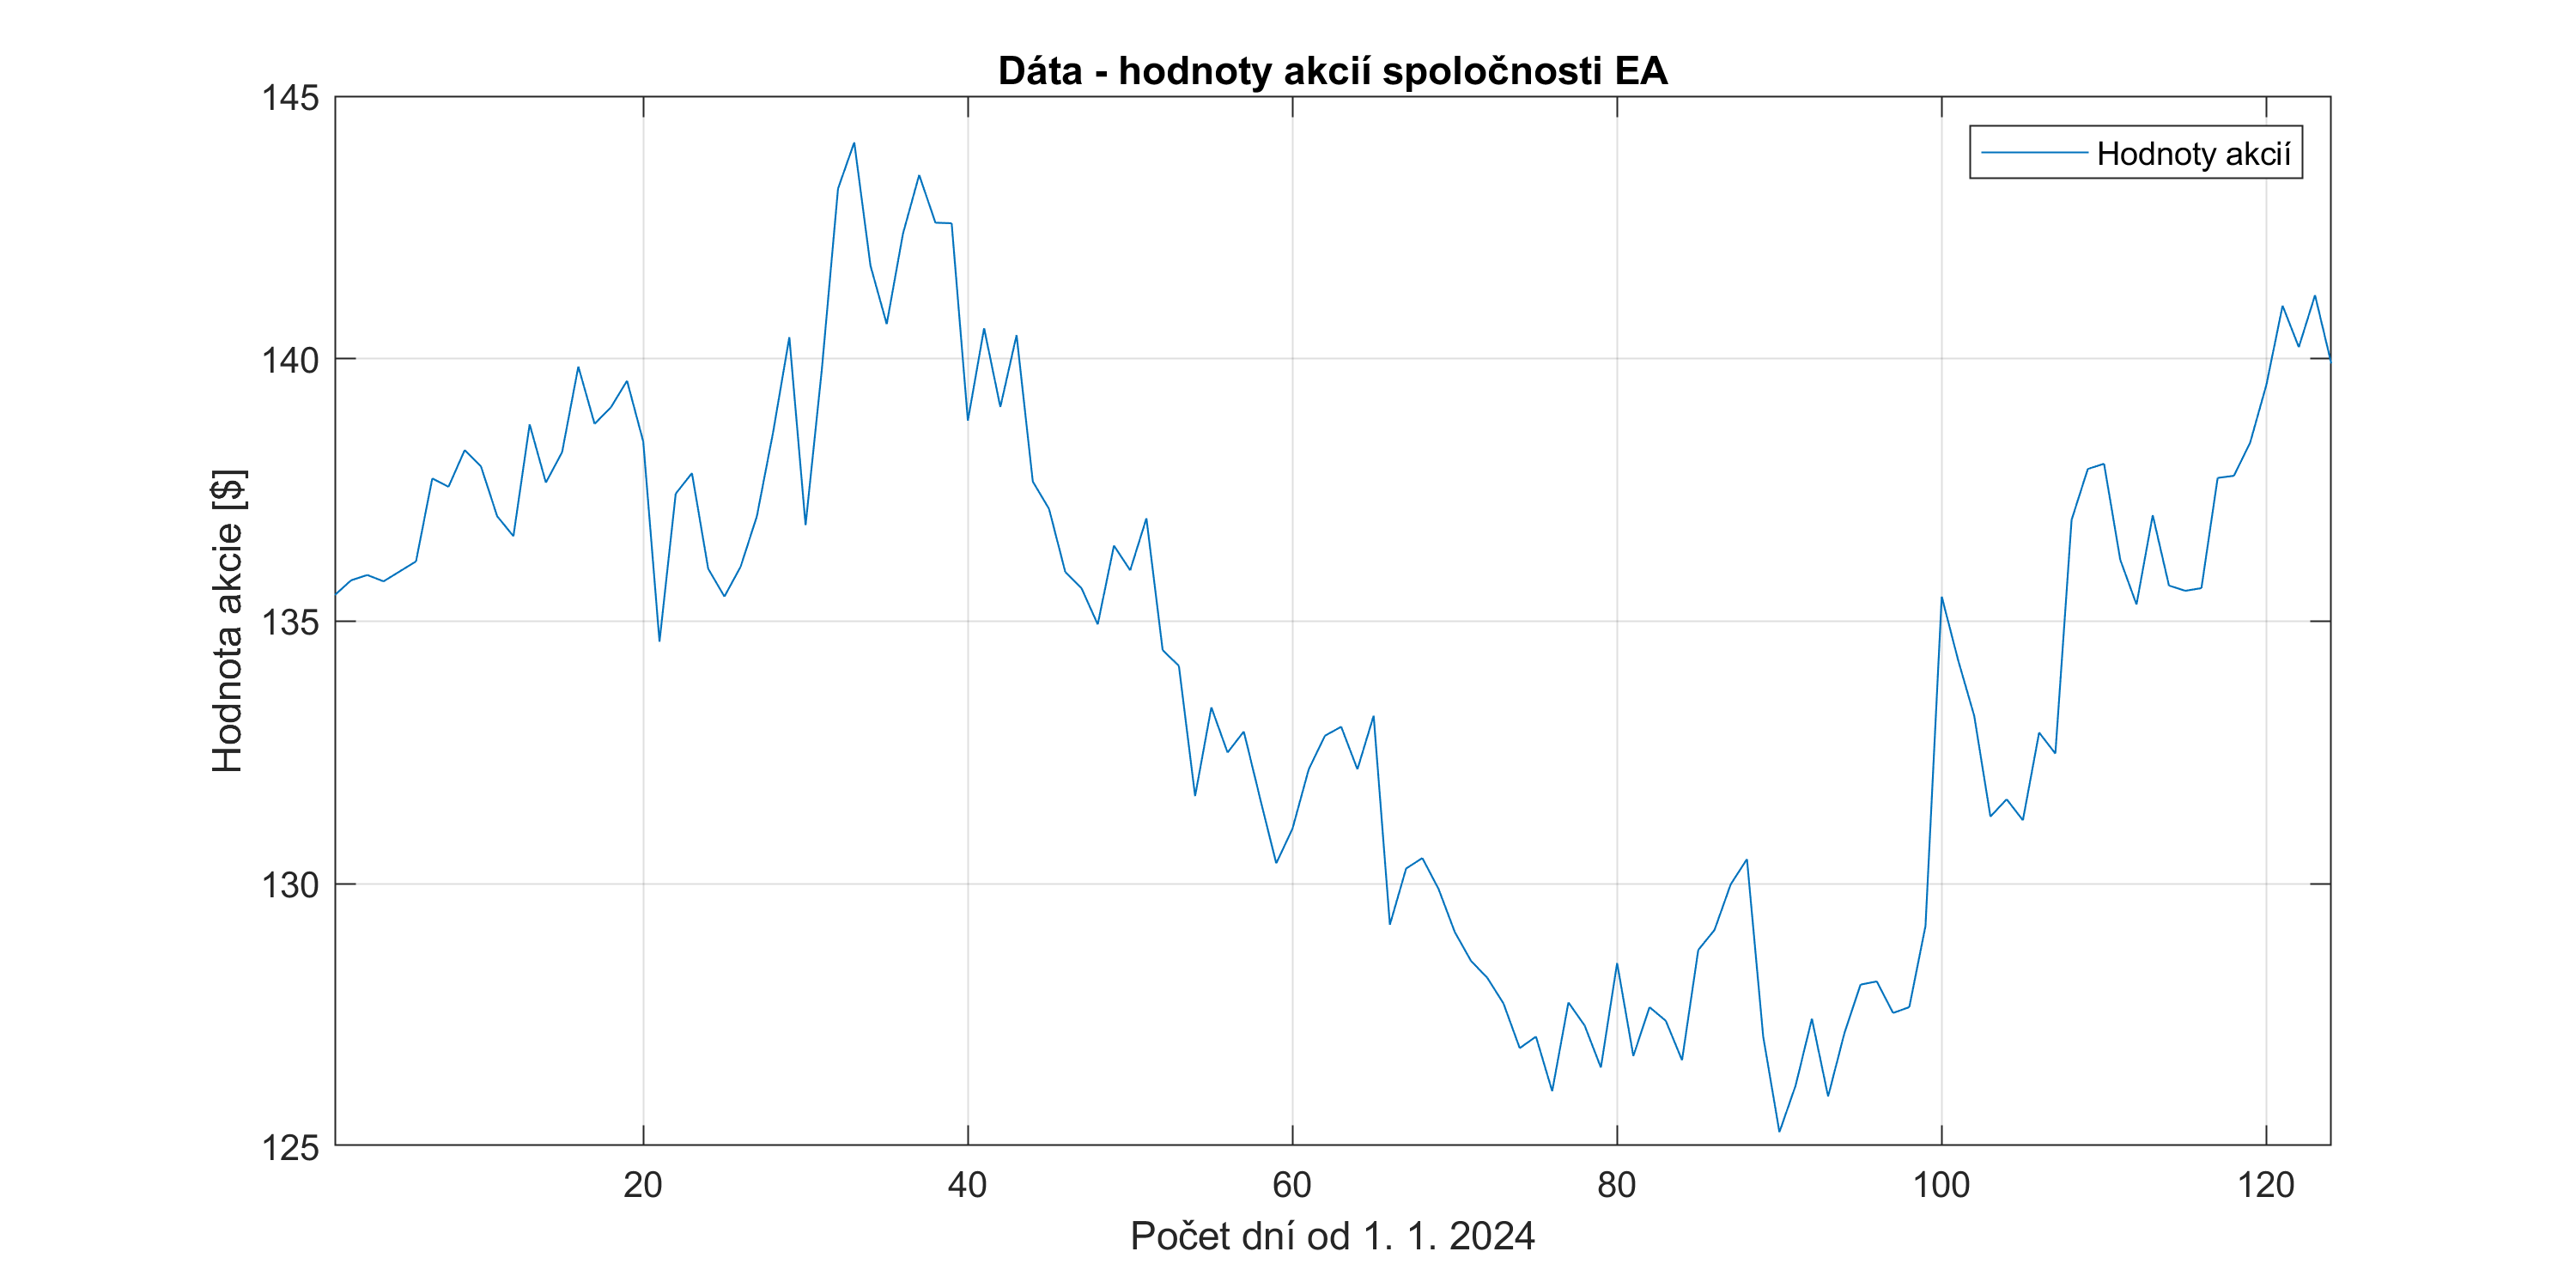 Dáta - hodnoty akcií spoločnosti EA
145
140
135
130
125
Hodnota akcie [$]
Hodnoty akcií
20 40 60 80 100 120
Počet dní od 1. 1. 2024